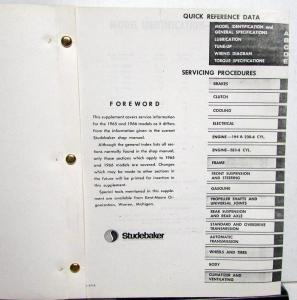 FOREWORD
This supplement covers service information
for the 1965 and 1966 models as it differs
from the information given in the current
Studebaker shop manual.
Although the general index lists all sec-
tions normally found in the shop manual,
only those sections which apply to 1965
and 1966 models are covered. Changes
which may be made to other sections in
the future will be printed for insertion in
this supplement.
Special tools mentioned in this supple-
ment are available from Kent-Moore Or-
ganization, Warren, Michigan.
Studebaker
QUICK REFERENCE DATA
MODEL IDENTIFICATION and
GENERAL SPECIFICATIONS A
LUBRICATION B
TUNE-UP C
WIRING DIAGRAM D
TORQUE SPECIFICATIONS E
SERVICING PROCEDURES
BRAKES
CLUTCH
COOLING
ELECTRICAL
ENGINE—194 & 230-6 CYL.
ENGINE—283-8 CYL.
FRAME
FRONT SUSPENSION
AND STEERING
GASOLINE
PROPELLER SHAFTS and
UNIVERSAL JOINTS
REAR SUSPENSION
AND REAR AXLE
STANDARD AND OVERDRIVE
TRANSMISSION
AUTOMATIC
TRANSMISSION
WHEELS AND TIRES
BODY
CLIMATIZER and
VENTILATING